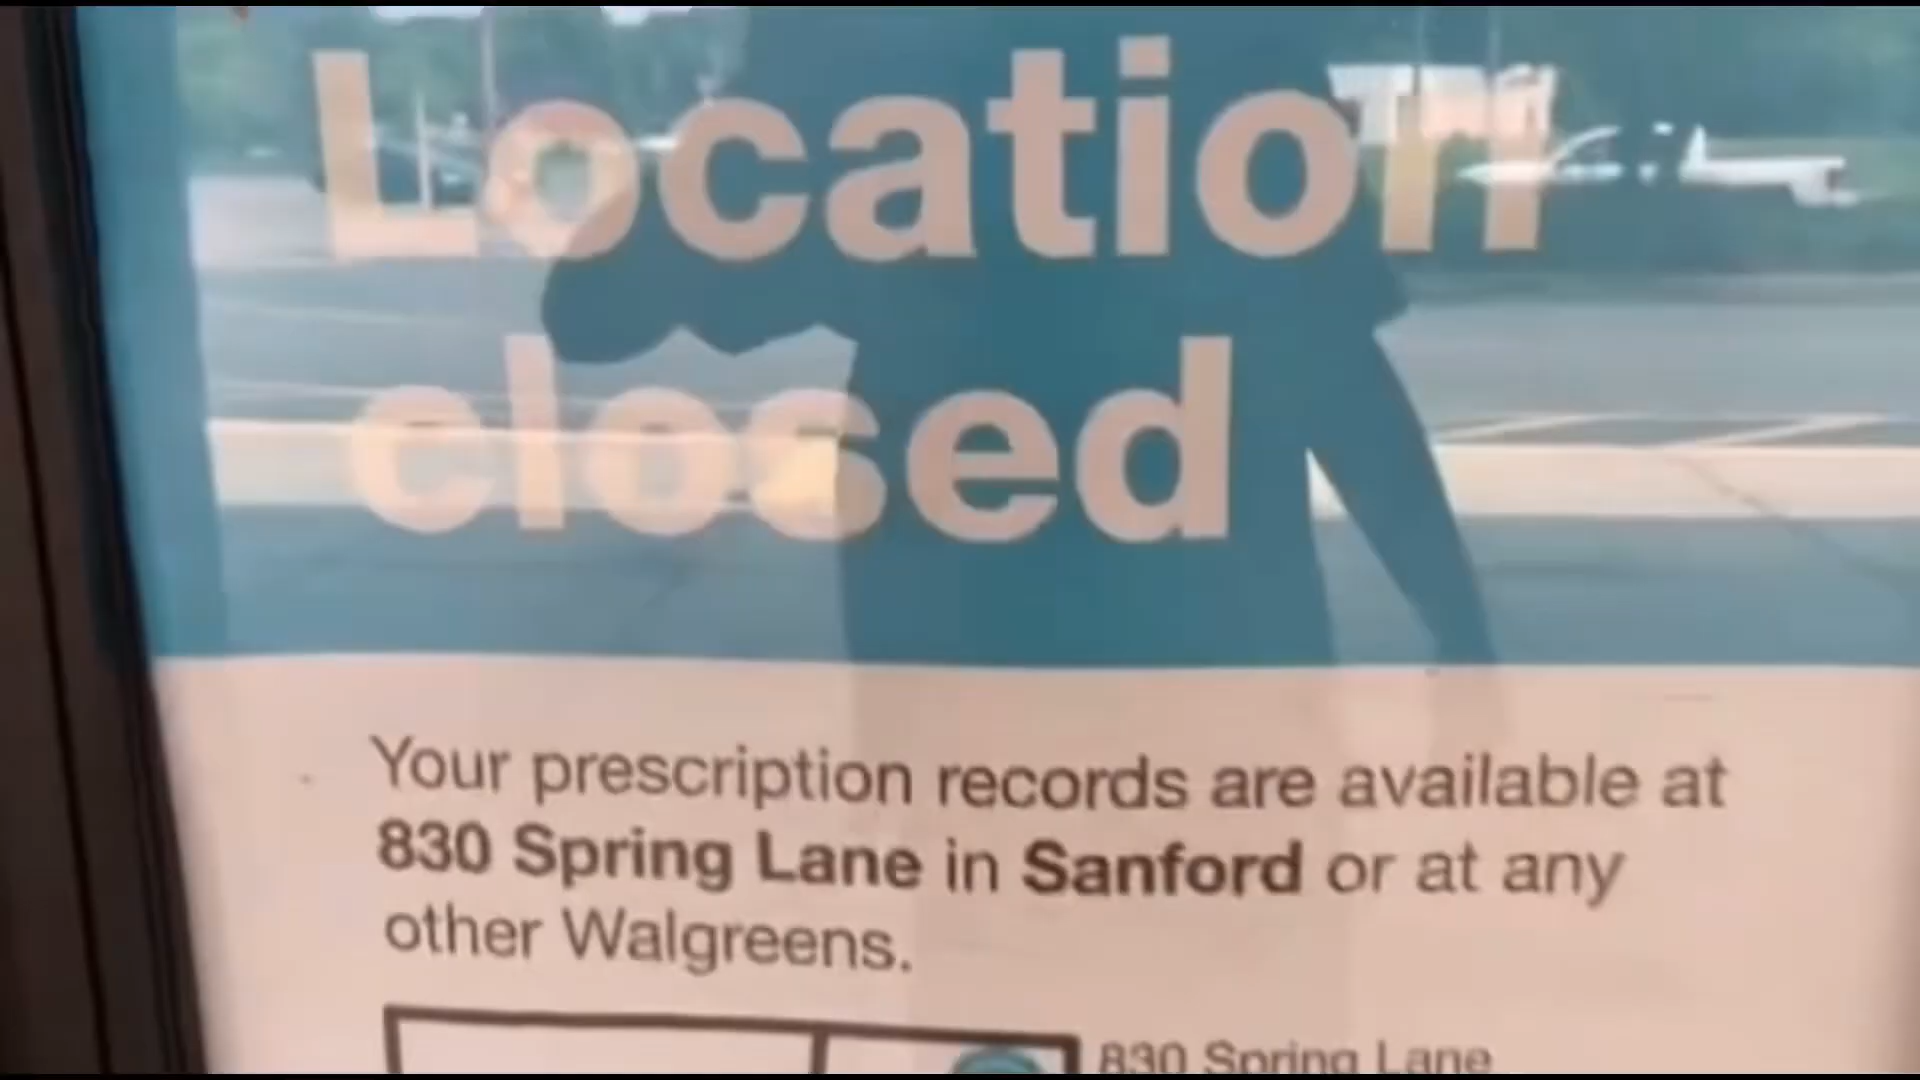 Location
closed
Your prescription records are available at
830 Spring Lane in Sanford or at any
other Walgreens.
830 Spring Lane